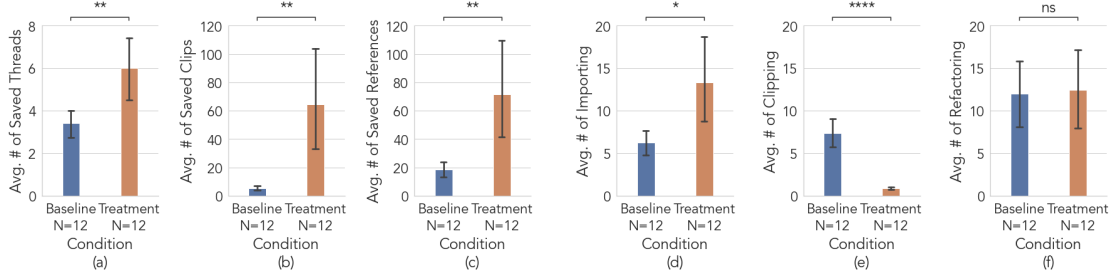 **
8
6
4
2
0
Avg. # of Saved Threads
Baseline Treatment
N=12 N=12
Condition
(a)
**
120
100
80
60
40
20
0
Avg. # of Saved Clips
Baseline Treatment
N=12 N=12
Condition
(b)
**
120
100
80
60
40
20
0
Avg. # of Saved References
Baseline Treatment
N=12 N=12
Condition
(c)
*
20
15
10
5
0
Avg. # of Importing
Baseline Treatment
N=12 N=12
Condition
(d)
****
20
15
10
5
0
Avg. # of Clipping
Baseline Treatment
N=12 N=12
Condition
(e)
ns
20
15
10
5
0
Avg. # of Refactoring
Baseline Treatment
N=12 N=12
Condition
(f)